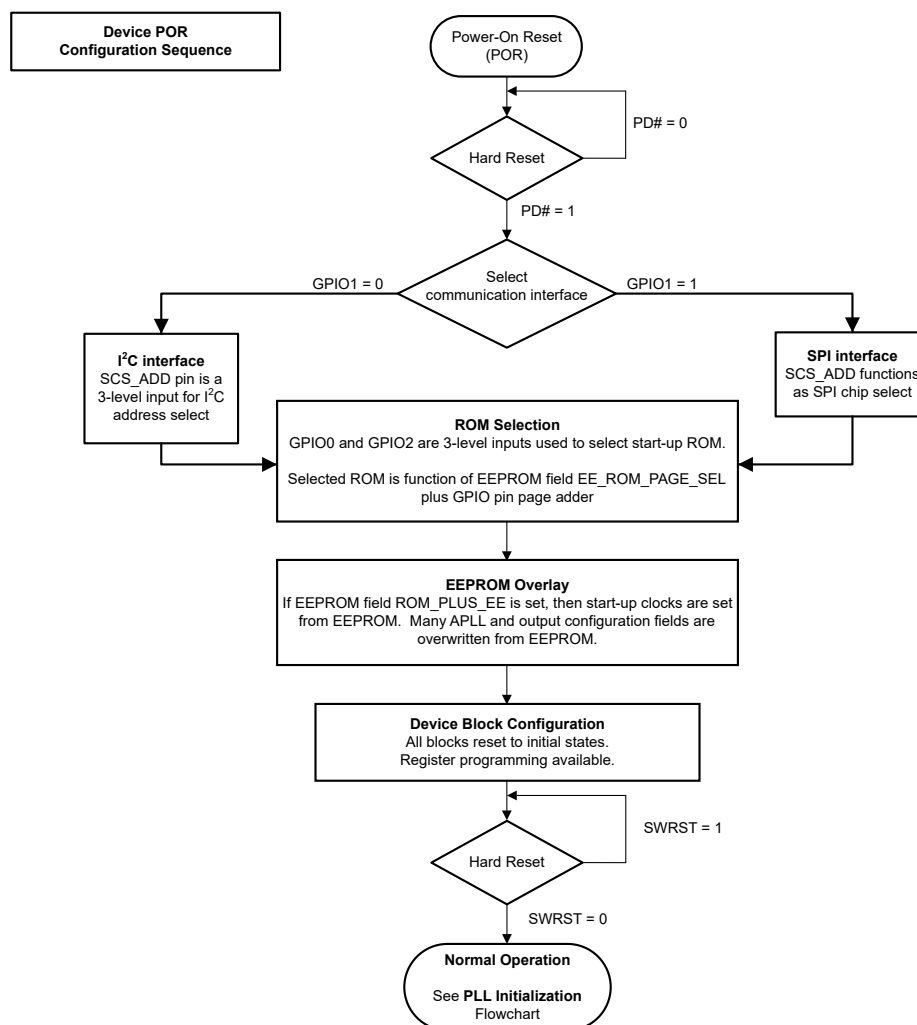 Device POR
Configuration Sequence
Power-On Reset
(POR)
PD# = 0
Hard Reset
PD# = 1
Select
communication interface
GPIO1 = 0
GPIO1 = 1
I²C interface
SCS_ADD pin is a
3-level input for I²C
address select
SPI interface
SCS_ADD functions
as SPI chip select
ROM Selection
GPIO0 and GPIO2 are 3-level inputs used to select start-up ROM.
Selected ROM is function of EEPROM field EE_ROM_PAGE_SEL
plus GPIO pin page adder
EEPROM Overlay
If EEPROM field ROM_PLUS_EE is set, then start-up clocks are set
from EEPROM.  Many APLL and output configuration fields are
overwritten from EEPROM.
Device Block Configuration
All blocks reset to initial states.
Register programming available.
SWRST = 1
Hard Reset
SWRST = 0
Normal Operation
See PLL Initialization
Flowchart